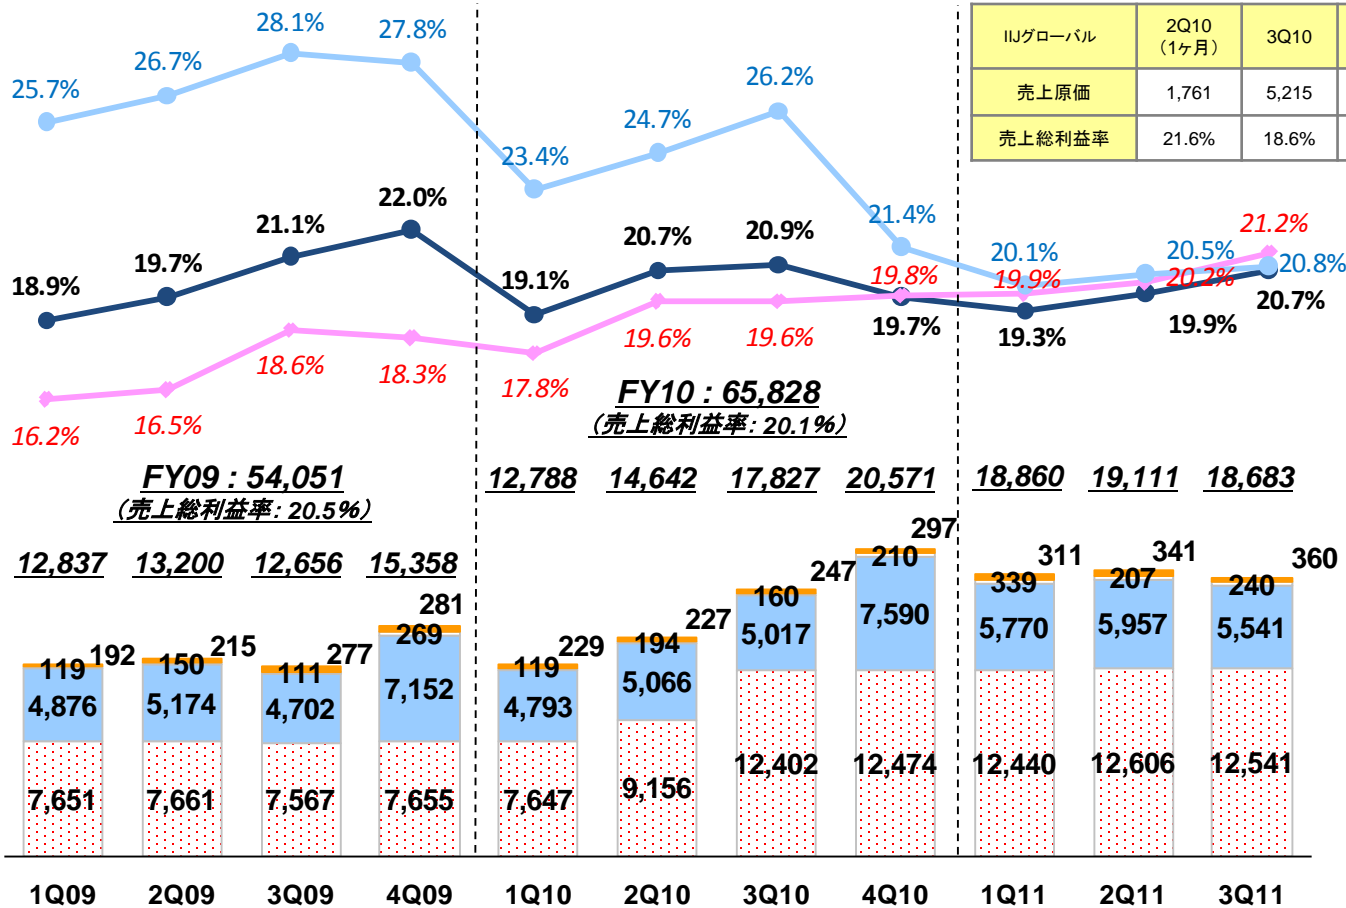 IIJグローバル 2Q10（1ヶ月） 3Q10
売上原価 1,761 5,215
売上総利益率 21.6% 18.6%
25.7% 26.7% 28.1% 27.8% 23.4% 24.7% 26.2% 21.4% 20.1% 20.5% 20.8%
18.9% 19.7% 21.1% 22.0% 19.1% 20.7% 20.9% 19.7% 19.3% 19.9% 20.7%
16.2% 16.5% 18.6% 18.3% 17.8% 19.6% 19.6% 19.8% 19.9% 20.2% 21.2%
FY10 : 65,828
（売上総利益率: 20.1%）
FY09 : 54,051
（売上総利益率: 20.5%）
12,837 13,200 12,656 15,358 12,788 14,642 17,827 20,571 18,860 19,111 18,683
192 215 277 281 229 227 247 297 311 341 360
119 150 111 269 119 194 160 210 339 207 240
4,876 5,174 4,702 7,152 4,793 5,066 5,017 7,590 5,770 5,957 5,541
7,651 7,661 7,567 7,655 7,647 9,156 12,402 12,474 12,440 12,606 12,541
1Q09 2Q09 3Q09 4Q09 1Q10 2Q10 3Q10 4Q10 1Q11 2Q11 3Q11